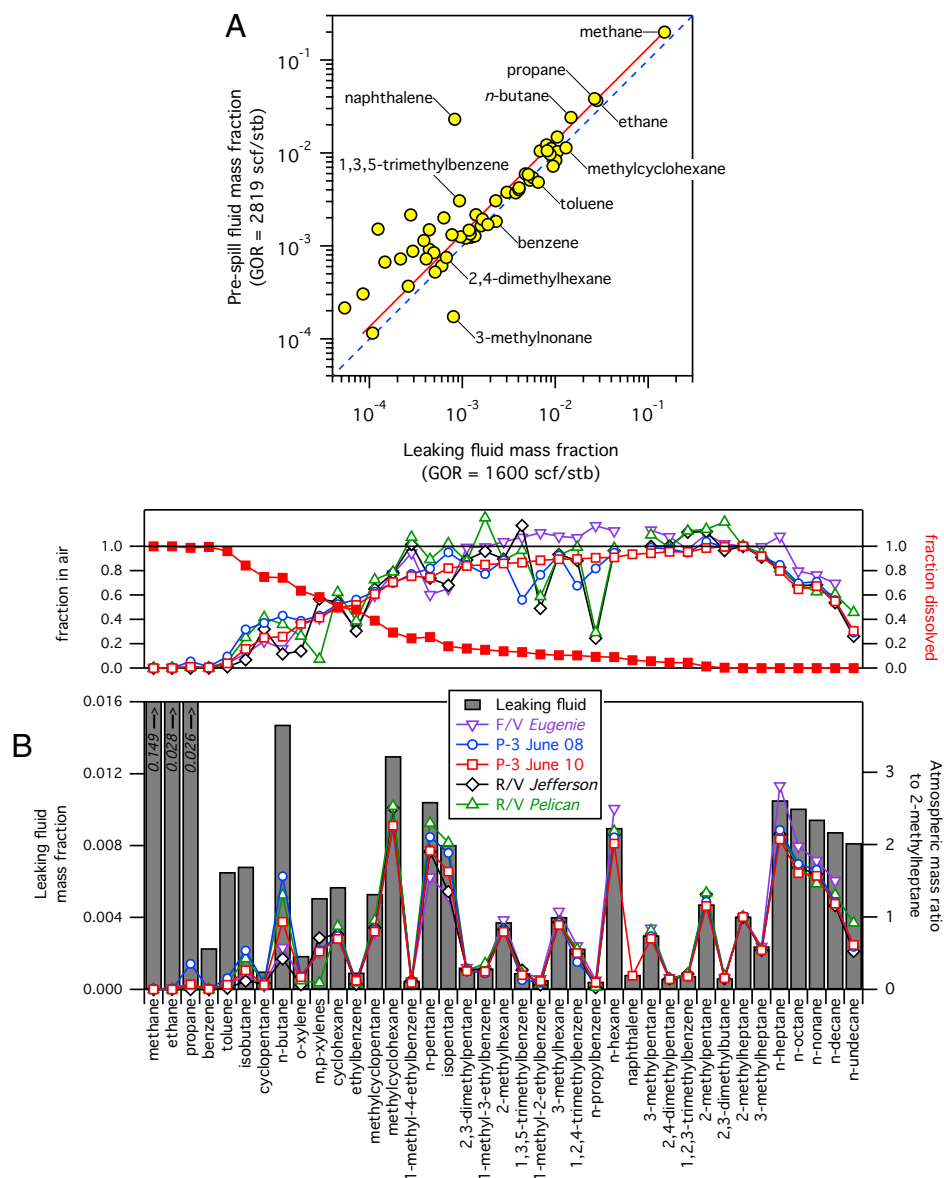 A
Pre-spill fluid mass fraction
(GOR = 2819 scf/stb)
10⁻¹
10⁻²
10⁻³
10⁻⁴
methane
propane
n-butane
ethane
naphthalene
methylcyclohexane
1,3,5-trimethylbenzene
toluene
benzene
2,4-dimethylhexane
3-methylnonane
10⁻⁴ 10⁻³ 10⁻² 10⁻¹
Leaking fluid mass fraction
(GOR = 1600 scf/stb)
fraction in air
1.0
0.8
0.6
0.4
0.2
0.0
1.0
0.8
0.6
0.4
0.2
0.0
fraction dissolved
B
Leaking fluid
mass fraction
0.016
0.012
0.008
0.004
0.000
0.149 →
0.028 →
0.026 →
Leaking fluid
F/V Eugenie
P-3 June 08
P-3 June 10
R/V Jefferson
R/V Pelican
3
2
1
0
Atmospheric mass ratio
to 2-methylheptane
methane
ethane
propane
benzene
toluene
isobutane
cyclopentane
n-butane
o-xylene
m,p-xylenes
cyclohexane
ethylbenzene
methylcyclopentane
methylcyclohexane
1-methyl-4-ethylbenzene
n-pentane
isopentane
2,3-dimethylpentane
1-methyl-3-ethylbenzene
2-methylhexane
1,3,5-trimethylbenzene
1-methyl-2-ethylbenzene
3-methylhexane
1,2,4-trimethylbenzene
n-propylbenzene
n-hexane
naphthalene
3-methylpentane
2,4-dimethylpentane
1,2,3-trimethylbenzene
2-methylpentane
2,3-dimethylbutane
2-methylheptane
3-methylheptane
n-heptane
n-octane
n-nonane
n-decane
n-undecane